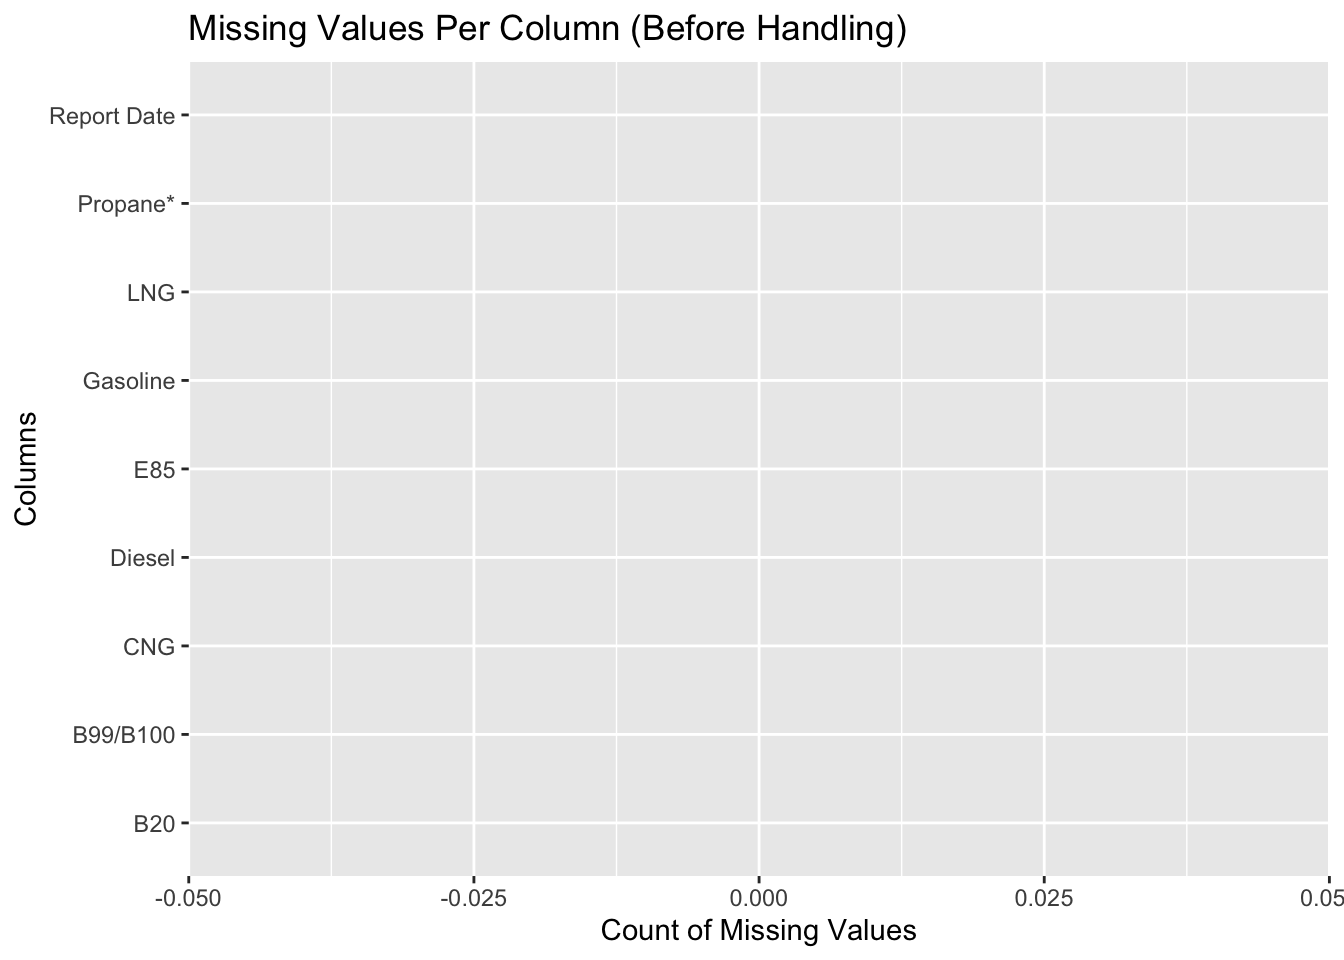 Missing Values Per Column (Before Handling)
Report Date
Propane*
LNG
Gasoline
E85
Diesel
CNG
B99/B100
B20
Columns
-0.050 -0.025 0.000 0.025 0.05
Count of Missing Values